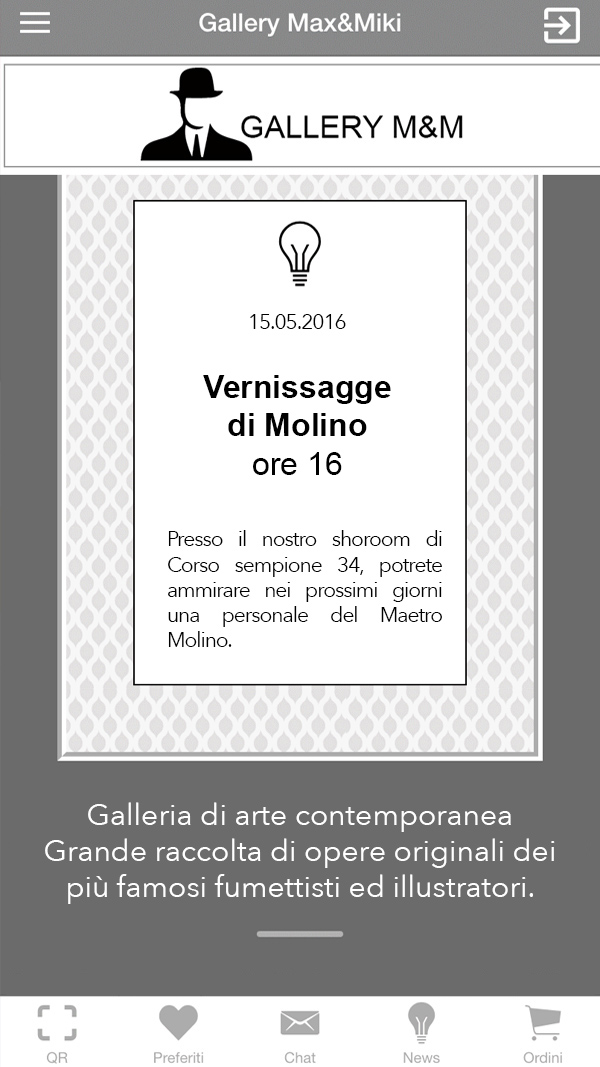 Gallery Max&Miki
GALLERY M&M
15.05.2016
Vernissagge
di Molino
ore 16
Presso il nostro shoroom di
Corso sempione 34, potrete
ammirare nei prossimi giorni
una personale del Maetro
Molino.
Galleria di arte contemporanea
Grande raccolta di opere originali dei
più famosi fumettisti ed illustratori.
QR
Preferiti
Chat
News
Ordini